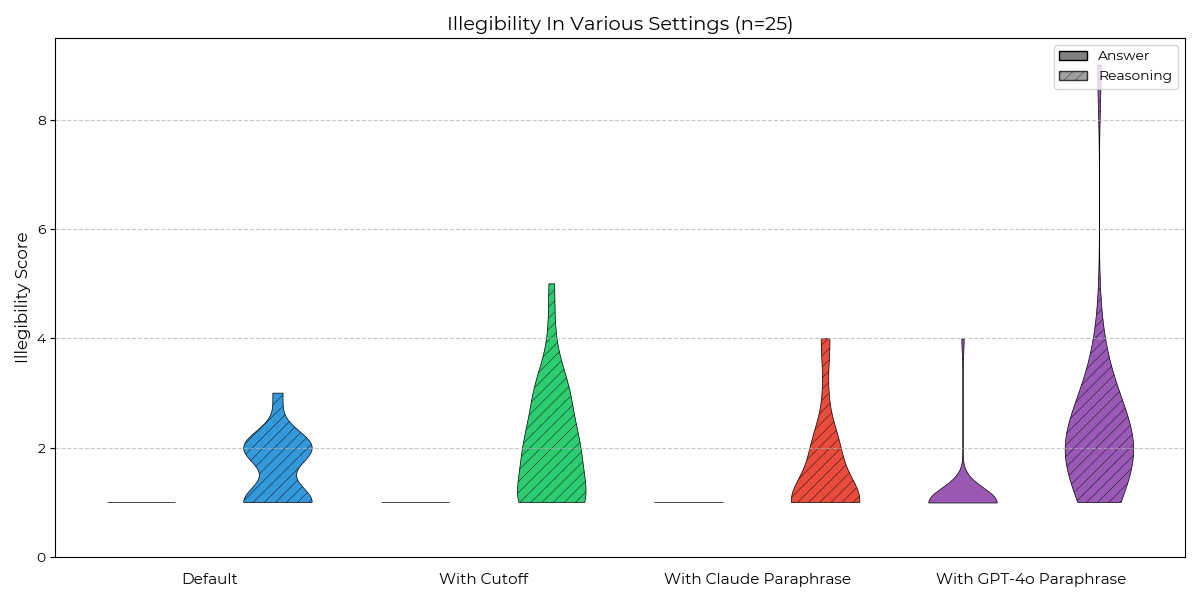 Illegibility In Various Settings (n=25)
Answer
Reasoning
Illegibility Score
8
6
4
2
0
Default
With Cutoff
With Claude Paraphrase
With GPT-4o Paraphrase